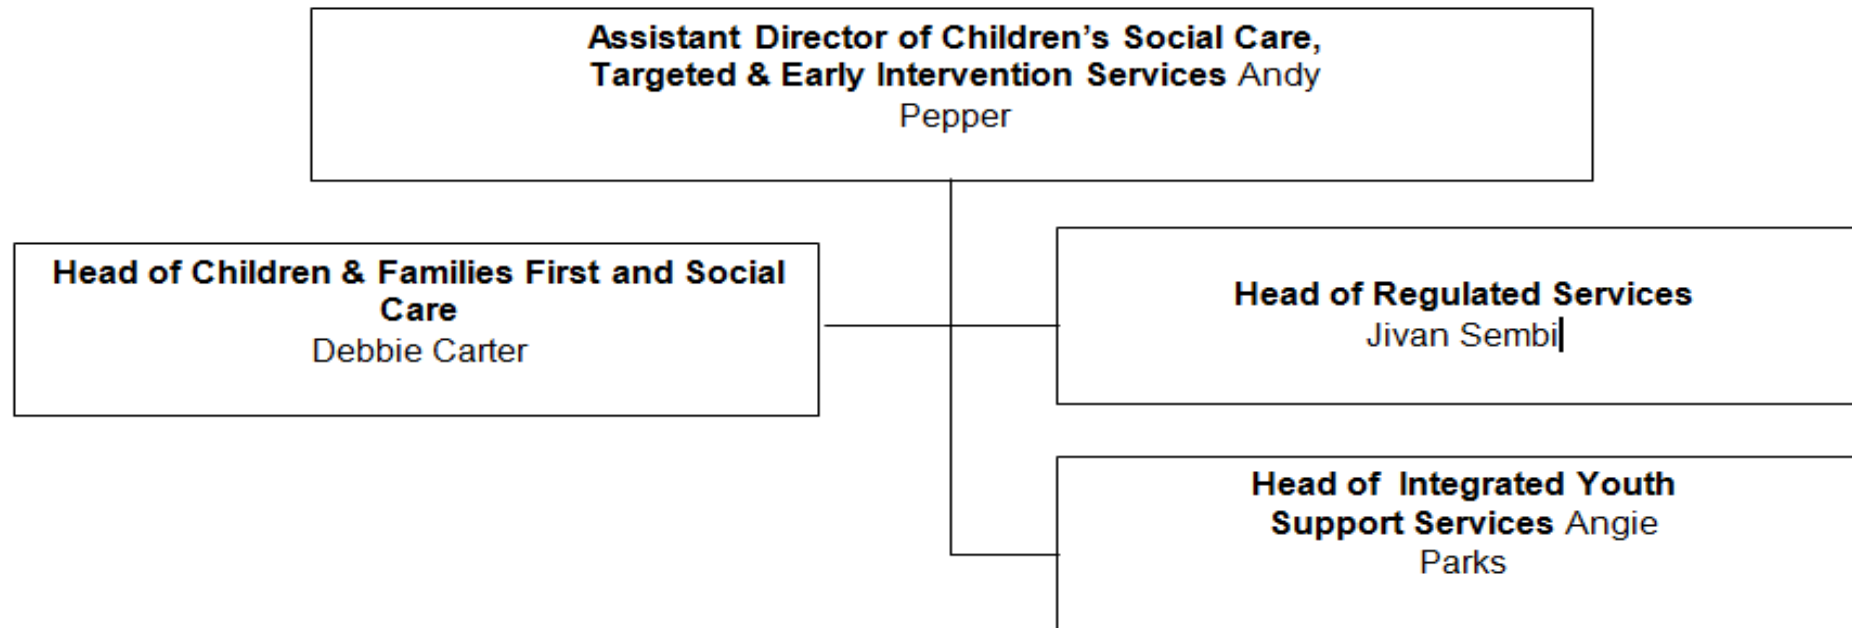 Assistant Director of Children’s Social Care,
Targeted & Early Intervention Services Andy
Pepper
Head of Children & Families First and Social
Care
Debbie Carter
Head of Regulated Services
Jivan Sembi
Head of  Integrated Youth
Support Services Angie
Parks